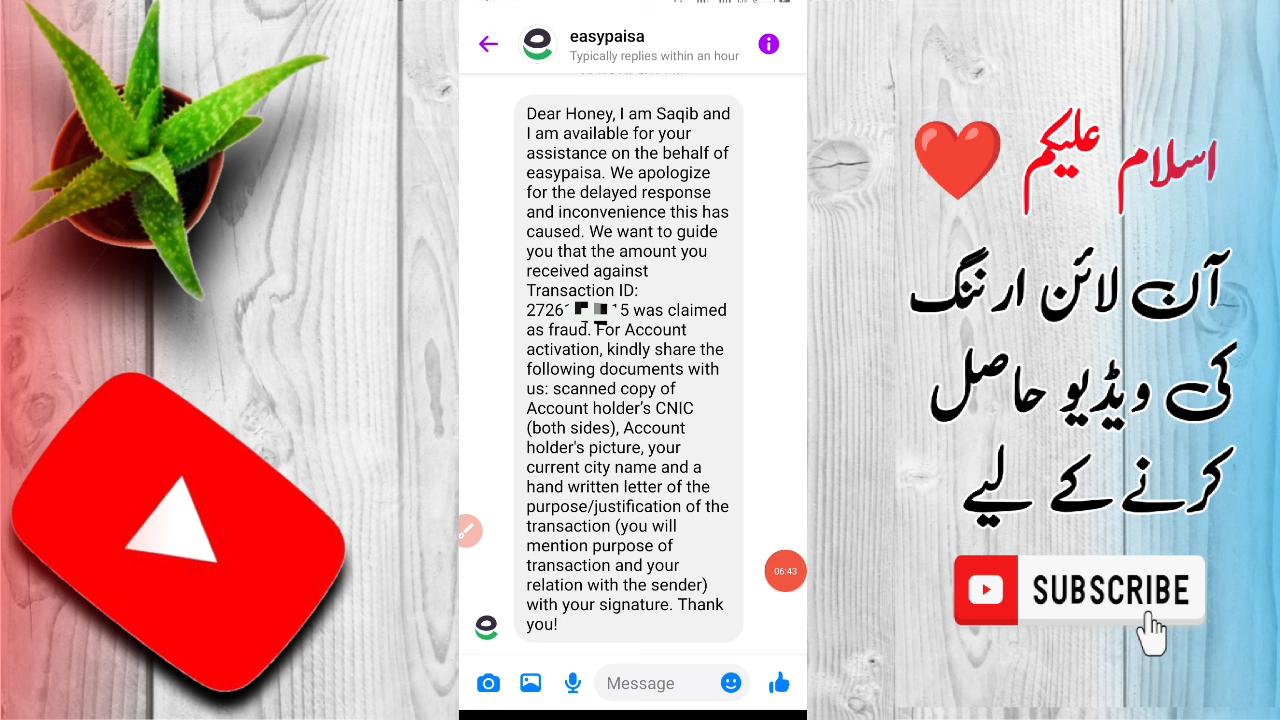 easypaisa
Typically replies within an hour
Dear Honey, I am Saqib and
I am available for your
assistance on the behalf of
easypaisa. We apologize
for the delayed response
and inconvenience this has
caused. We want to guide
you that the amount you
received against
Transaction ID:
2726 5 was claimed
as fraud. For Account
activation, kindly share the
following documents with
us: scanned copy of
Account holder's CNIC
(both sides), Account
holder's picture, your
current city name and a
hand written letter of the
purpose/justification of the
transaction (you will
mention purpose of
transaction and your
relation with the sender)
with your signature. Thank
you!
06:43
Message
اسلام علیکم
آن لائن ارننگ
کی ویڈیو حاصل
کرنے کے لیے
SUBSCRIBE